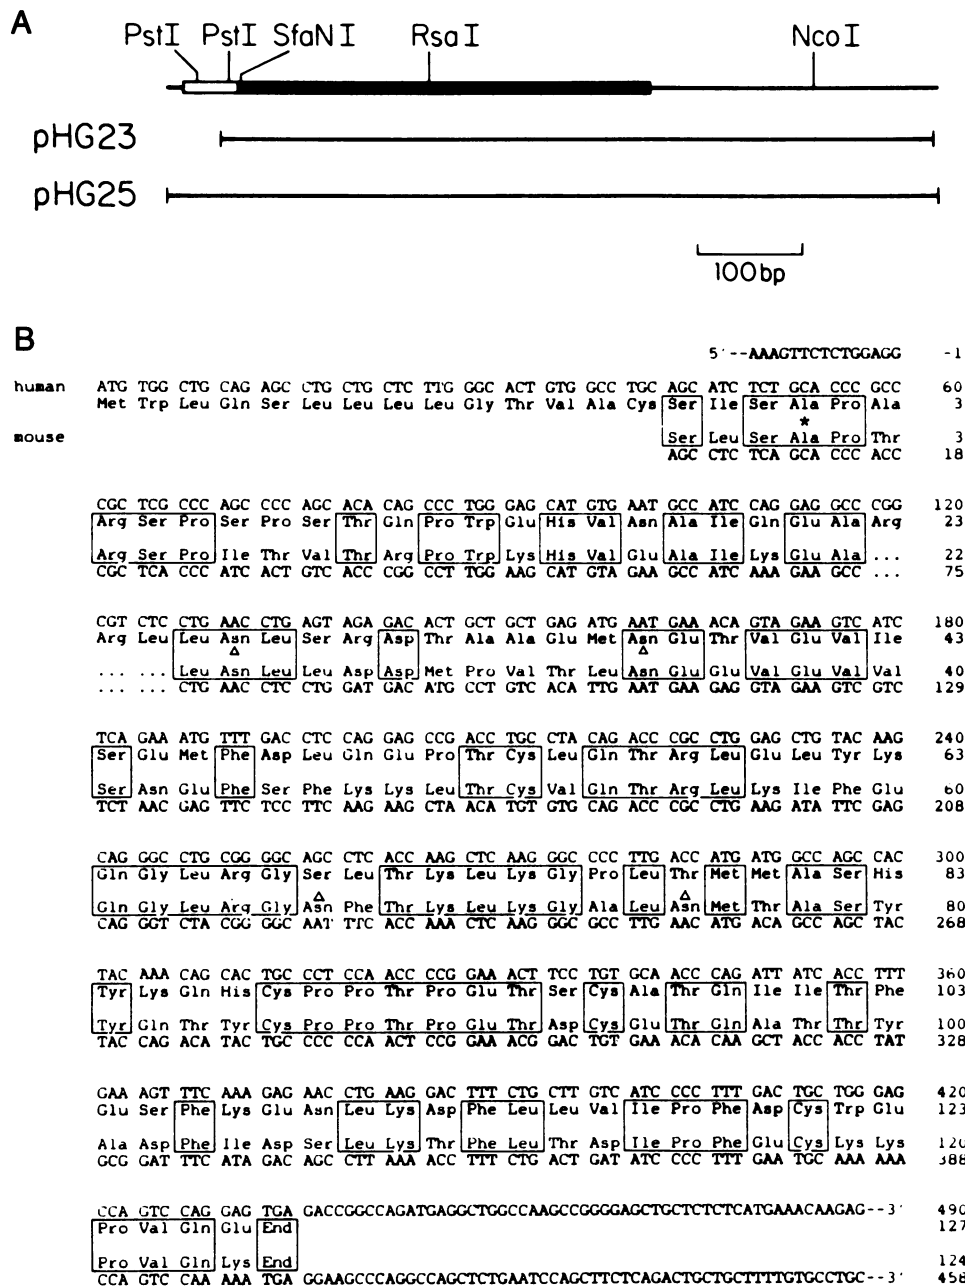 A
PstI PstI SfaNI RsaI NcoI
pHG23
pHG25
100bp
B
5'--AAAGTTCTCTGGAGG -1
human ATG TGG CTG CAG AGC CTG CTG CTC TTG GGC ACT GTG GCC TGC AGC ATC TCT GCA CCC GCC 60
Met Trp Leu Gln Ser Leu Leu Leu Leu Gly Thr Val Ala Cys Ser Ile Ser Ala Pro Ala 3
*
mouse Ser Leu Ser Ala Pro Thr 3
AGC CTC TCA GCA CCC ACC 18
CGC TCG CCC AGC CCC AGC ACA CAG CCC TGG GAG CAT GTG AAT GCC ATC CAG GAG GCC CGG 120
Arg Ser Pro Ser Pro Ser Thr Gln Pro Trp Glu His Val Asn Ala Ile Gln Glu Ala Arg 23
Arg Ser Pro Ile Thr Val Thr Arg Pro Trp Lys His Val Glu Ala Ile Lys Glu Ala ... 22
CGC TCA CCC ATC ACT GTC ACC CGG CCT TGG AAG CAT GTA GAA GCC ATC AAA GAA GCC ... 75
CGT CTC CTG AAC CTG AGT AGA GAC ACT GCT GCT GAG ATG AAT GAA ACA GTA GAA GTC ATC 180
Arg Leu Leu Asn Leu Ser Arg Asp Thr Ala Ala Glu Met Asn Glu Thr Val Glu Val Ile 43
Δ Δ
... ... Leu Asn Leu Leu Asp Asp Met Pro Val Thr Leu Asn Glu Glu Val Glu Val Val 40
... ... CTG AAC CTC CTG GAT GAC ATG CCT GTC ACA TTG AAT GAA GAG GTA GAA GTC GTC 129
TCA GAA ATG TTT GAC CTC CAG GAG CCG ACC TGC CTA CAG ACC CGC CTG GAG CTG TAC AAG 240
Ser Glu Met Phe Asp Leu Gln Glu Pro Thr Cys Leu Gln Thr Arg Leu Glu Leu Tyr Lys 63
Ser Asn Glu Phe Ser Phe Lys Lys Leu Thr Cys Val Gln Thr Arg Leu Lys Ile Phe Glu 60
TCT AAC GAG TTC TCC TTC AAG AAG CTA ACA TGT GTG CAG ACC CGC CTG AAG ATA TTC GAG 208
CAG GGC CTG CGG GGC AGC CTC ACC AAG CTC AAG GGC CCC TTG ACC ATG ATG GCC AGC CAC 300
Gln Gly Leu Arg Gly Ser Leu Thr Lys Leu Lys Gly Pro Leu Thr Met Met Ala Ser His 83
Δ Δ
Gln Gly Leu Arg Gly Asn Phe Thr Lys Leu Lys Gly Ala Leu Asn Met Thr Ala Ser Tyr 80
CAG GGT CTA CGG GGC AAT TTC ACC AAA CTC AAG GGC GCC TTG AAC ATG ACA GCC AGC TAC 268
TAC AAA CAG CAC TGC CCT CCA ACC CCG GAA ACT TCC TGT GCA ACC CAG ATT ATC ACC TTT 360
Tyr Lys Gln His Cys Pro Pro Thr Pro Glu Thr Ser Cys Ala Thr Gln Ile Ile Thr Phe 103
Tyr Gln Thr Tyr Cys Pro Pro Thr Pro Glu Thr Asp Cys Glu Thr Gln Ala Thr Thr Tyr 100
TAC CAG ACA TAC TGC CCC CCA ACT CCG GAA ACG GAC TGT GAA ACA CAA GCT ACC ACC TAT 328
GAA AGT TTC AAA GAG AAC CTG AAG GAC TTT CTG CTT GTC ATC CCC TTT GAC TGC TGG GAG 420
Glu Ser Phe Lys Glu Asn Leu Lys Asp Phe Leu Leu Val Ile Pro Phe Asp Cys Trp Glu 123
Ala Asp Phe Ile Asp Ser Leu Lys Thr Phe Leu Thr Asp Ile Pro Phe Glu Cys Lys Lys 120
GCG GAT TTC ATA GAC AGC CTT AAA ACC TTT CTG ACT GAT ATC CCC TTT GAA TGC AAA AAA 388
CCA GTC CAG GAG TGA GACCGGCCAGATGAGGCTGGCCAAGCCGGGGAGCTGCTCTCTCATGAAACAAGAG--3' 490
Pro Val Gln Glu End 127
Pro Val Gln Lys End 124
CCA GTC CAA AAA TGA GGAAGCCCAGGCCAGCTCTGAATCCAGCTTCTCAGACTGCTGCTTTTGTGCCTGC--3' 458